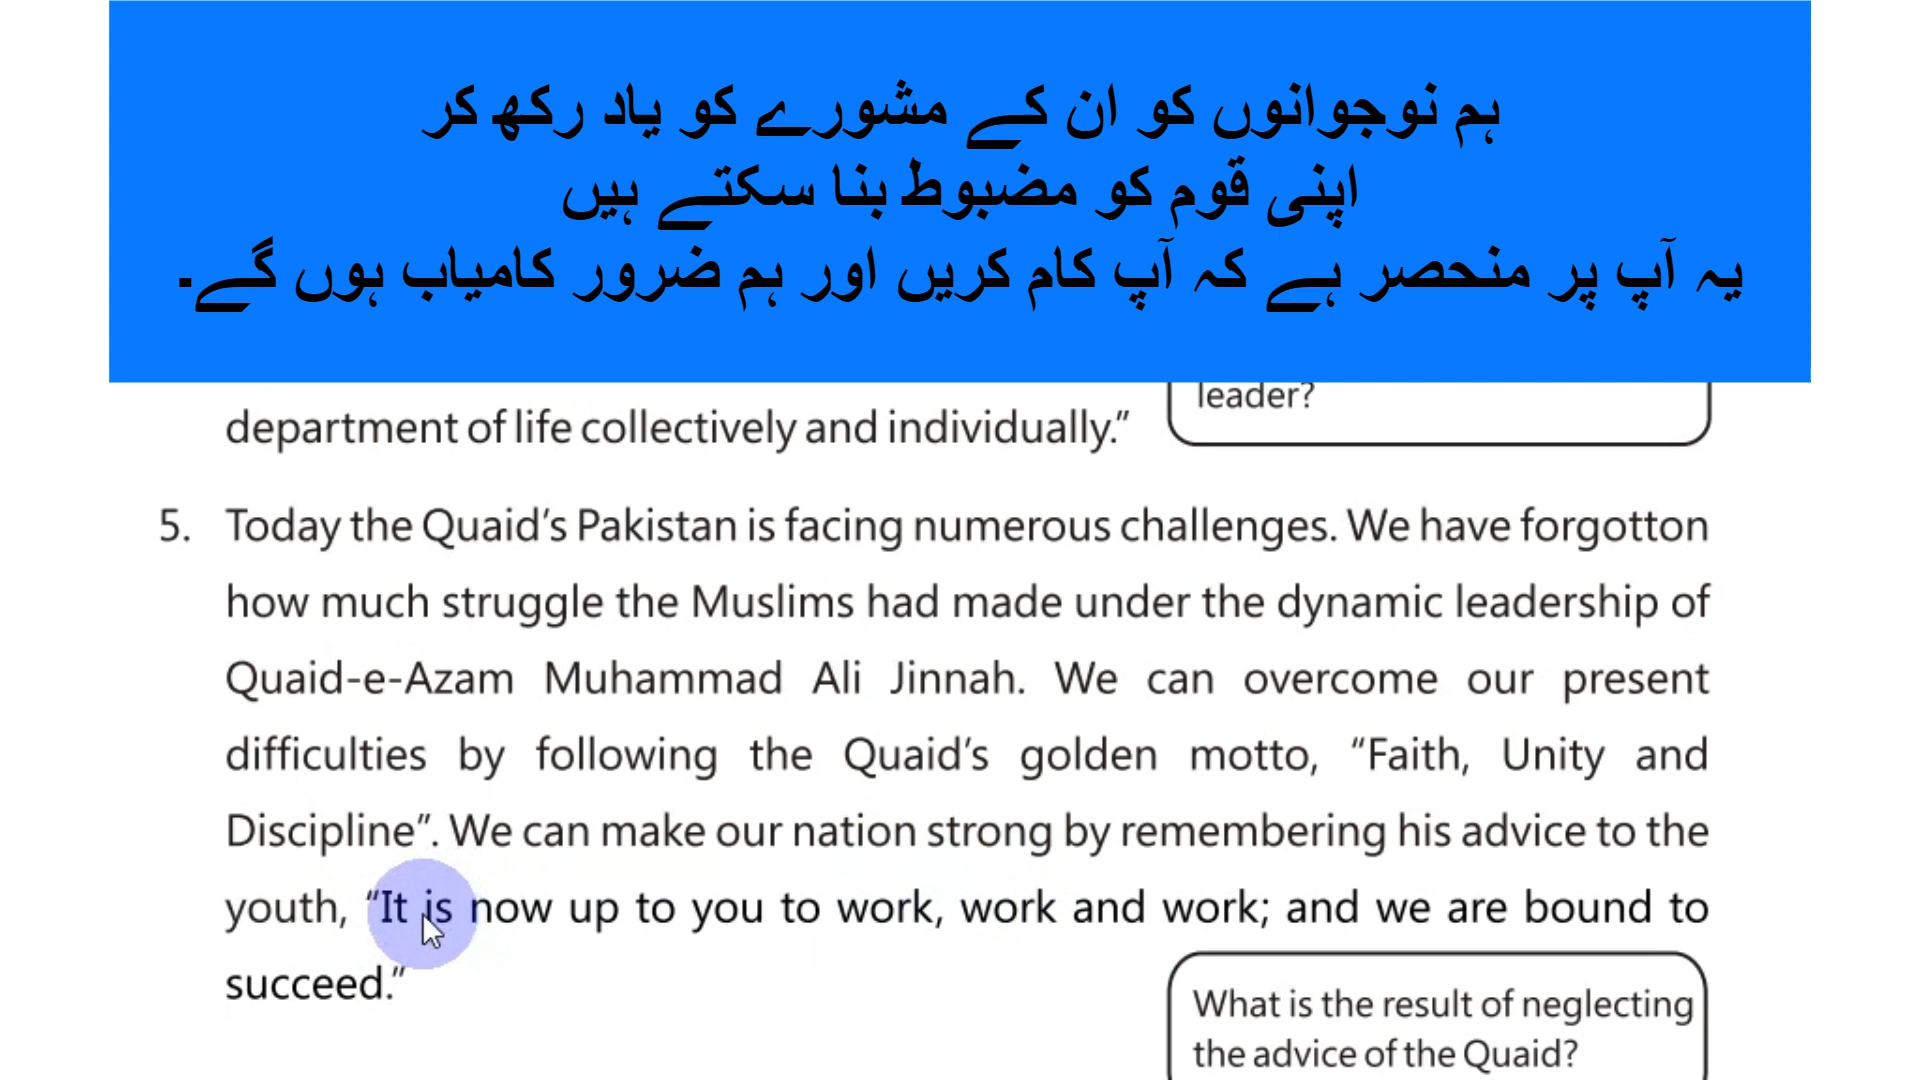 ہم نوجوانوں کو ان کے مشورے کو یاد رکھ کر
اپنی قوم کو مضبوط بنا سکتے ہیں
یہ آپ پر منحصر ہے کہ آپ کام کریں اور ہم ضرور کامیاب ہوں گے۔
leader?
department of life collectively and individually.”
5. Today the Quaid’s Pakistan is facing numerous challenges. We have forgotton
how much struggle the Muslims had made under the dynamic leadership of
Quaid-e-Azam Muhammad Ali Jinnah. We can overcome our present
difficulties by following the Quaid’s golden motto, “Faith, Unity and
Discipline”. We can make our nation strong by remembering his advice to the
youth, “It is now up to you to work, work and work; and we are bound to
succeed.”
What is the result of neglecting
the advice of the Quaid?